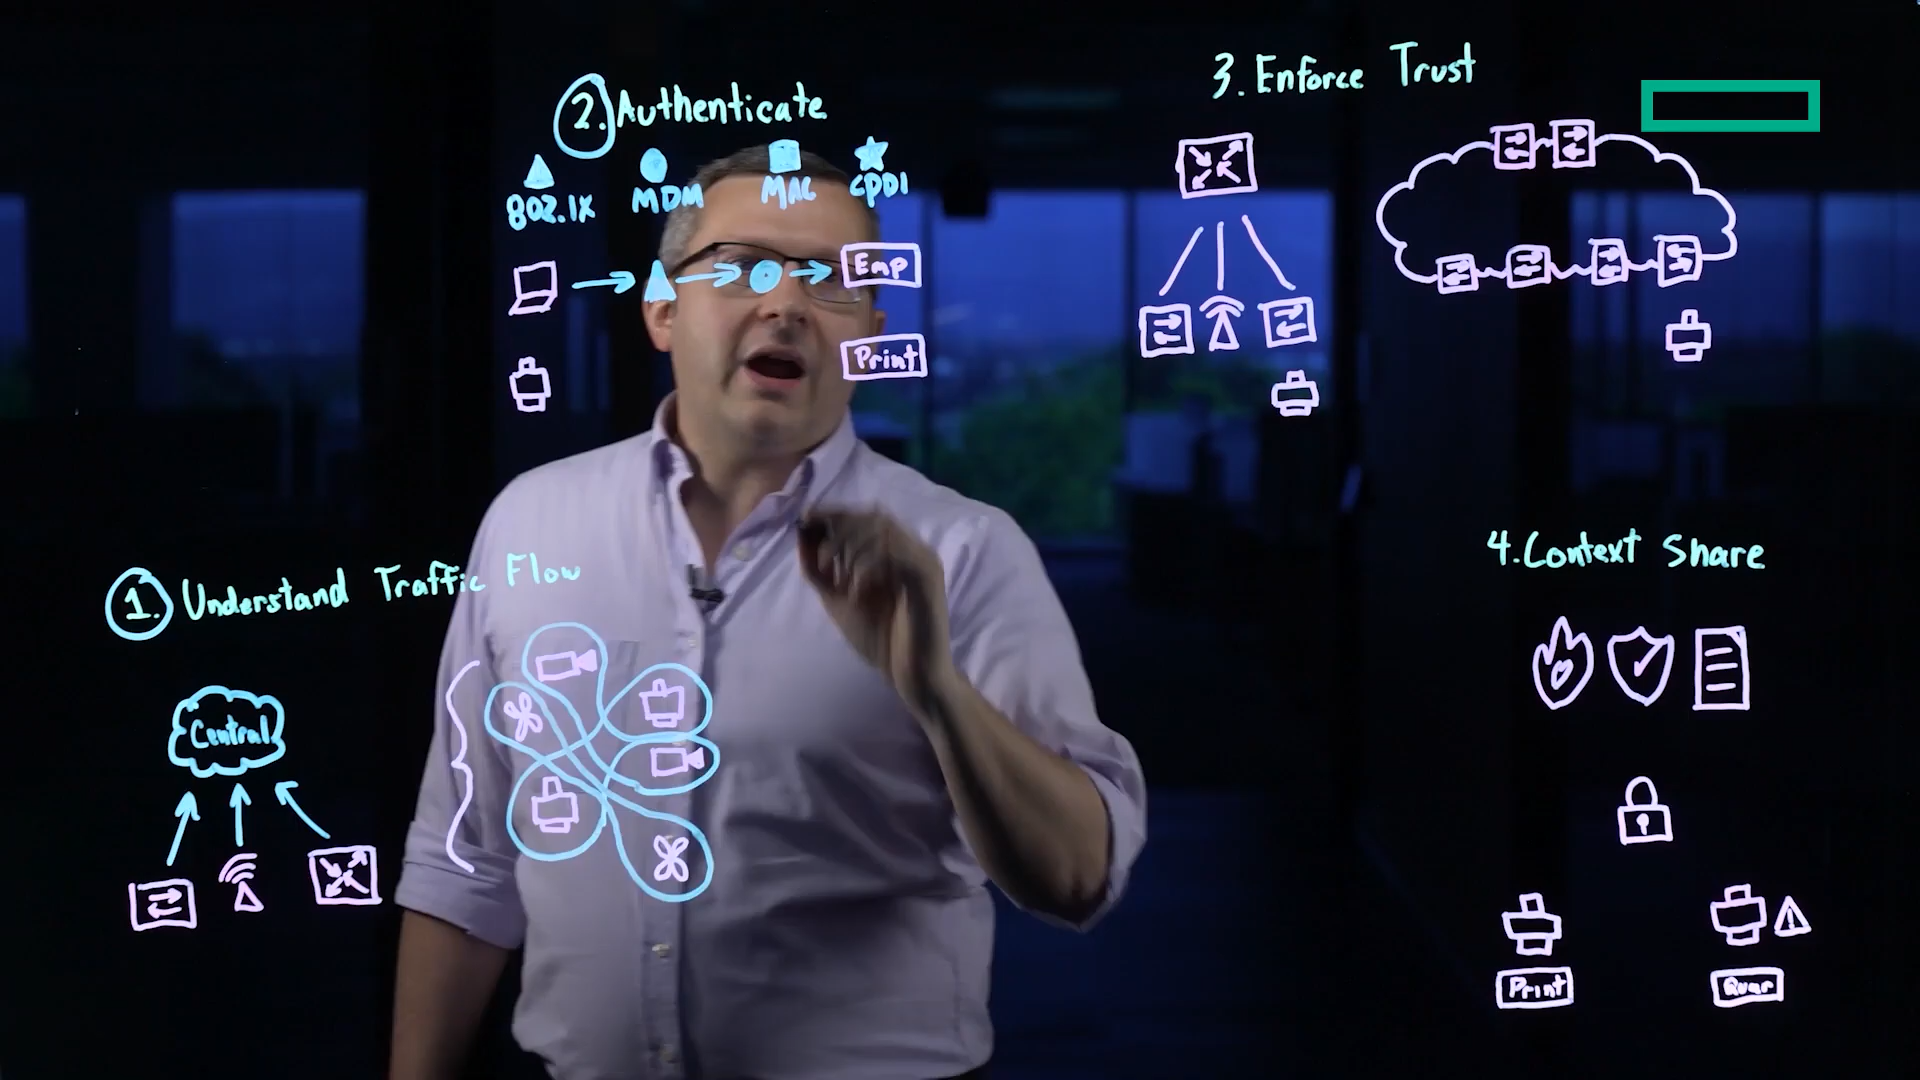 2. Authenticate
802.1X MDM MAC CPDI
Emp
Print
3. Enforce Trust
1. Understand Traffic Flow
Central
4. Context Share
Print
Quar